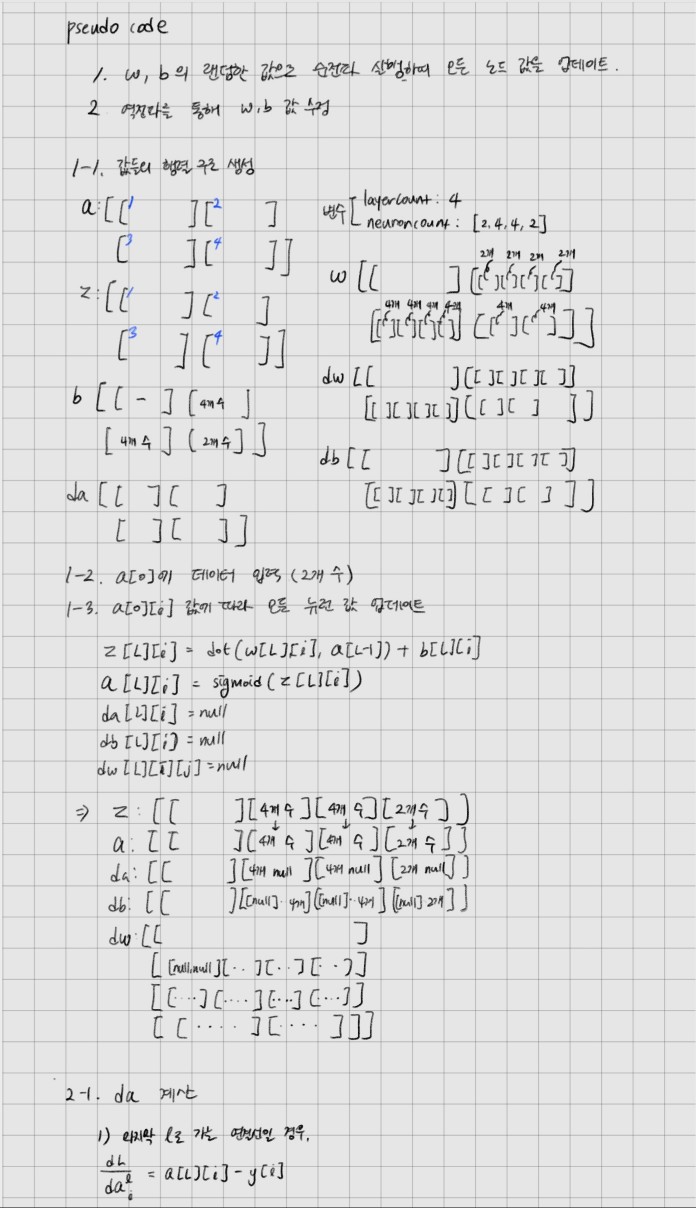 pseudo code
1. w, b의 랜덤한 값으로 순전파 실행하여 모든 노드 값을 업데이트.
2 역전파을 통해 w,b 값 수정
1-1. 값들의 행렬 구조 생성
a:[[1 ][2 ]
[3 ][4 ]]
z:[[1 ][2 ]
[3 ][4 ]]
b [[ - ][4개 수 ]
[4개 수][2개 수]]
da [[ ][ ]
[ ][ ]]
변수[layercount : 4
neuroncount : [2,4,4,2]
2개 2개 2개 2개
w [[ ][[ ][ ][ ][ ]]
4개 4개 4개 4개 4개 4개
[[ ][ ][ ][ ]] [[ ][ ]]]
dw [[ ][[ ][ ][ ][ ]]
[[ ][ ][ ][ ]][[ ][ ] ]]
db [[ ][[ ][ ][ ][ ]]
[[ ][ ][ ][ ]][[ ][ ] ]]
1-2. a[0]에 데이터 입력 (2개 수)
1-3. a[0][i] 값에 따라 모든 뉴런 값 업데이트
z[L][i] = dot(w[L][i], a[L-1]) + b[L][i]
a[L][i] = sigmoid(z[L][i])
da[L][i] = null
db[L][i] = null
dw[L][i][j] = null
⇒ z: [[ ][4개 수][4개 수][2개 수]]
↓ ↓ ↓
a: [[ ][4개 수][4개 수][2개 수]]
da: [[ ][4개 null][4개 null][2개 null]]
db: [[ ][[null]·· 4개][[null]·· 4개][[null] 2개]]
dw: [[ ]
[[null,null][··][··][··]]
[[···][····][···][···]]
[[·····][····]]]
2-1. da 계산
1) 마지막 l로 가는 연결선인 경우,
dL/da^l_i = a[L][i] - y[i]